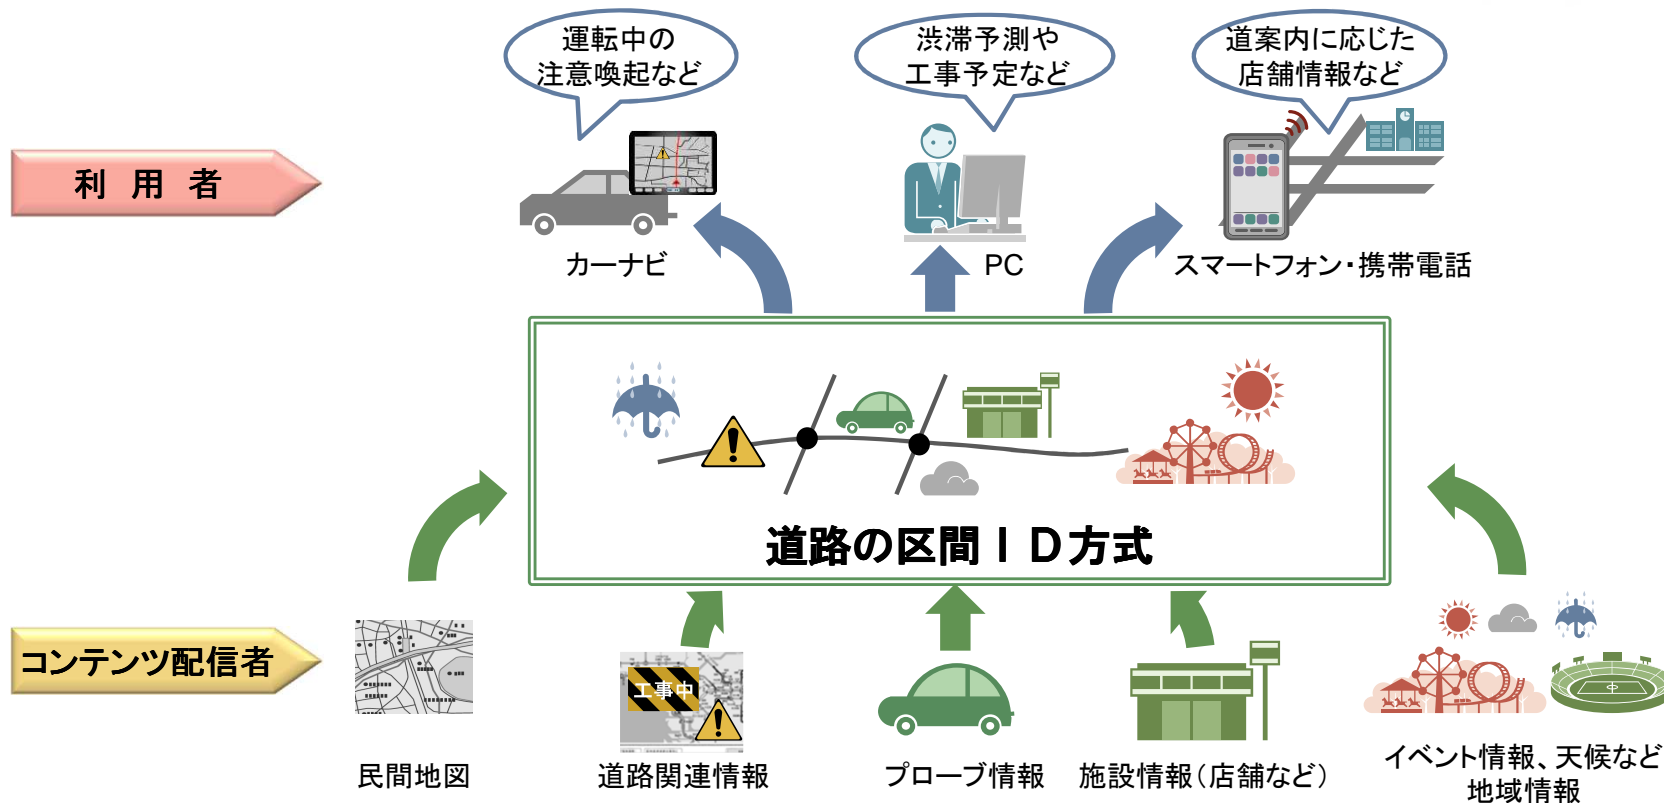 運転中の
注意喚起など
渋滞予測や
工事予定など
道案内に応じた
店舗情報など
利 用 者
カーナビ
PC
スマートフォン・携帯電話
道路の区間ID方式
コンテンツ配信者
工事中
民間地図
道路関連情報
プローブ情報
施設情報(店舗など)
イベント情報、天候など
地域情報